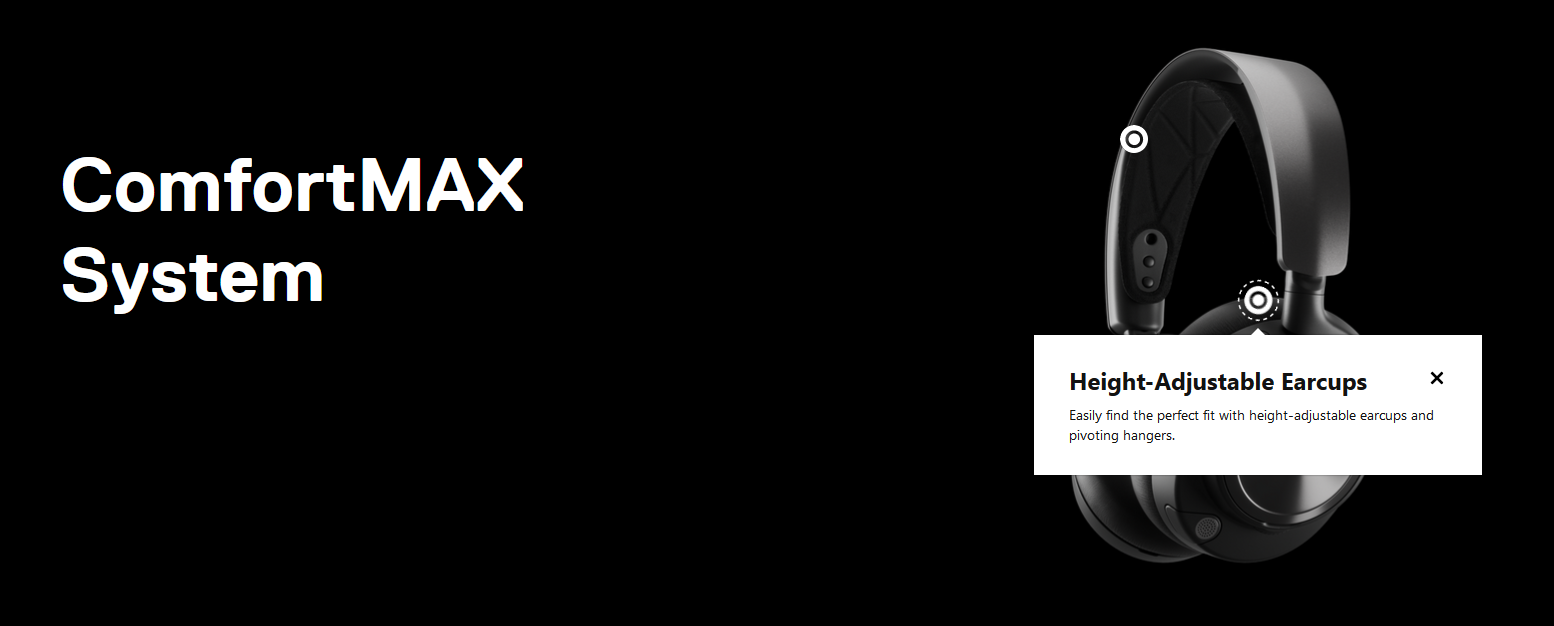 ComfortMAX
System
Height-Adjustable Earcups
Easily find the perfect fit with height-adjustable earcups and
pivoting hangers.